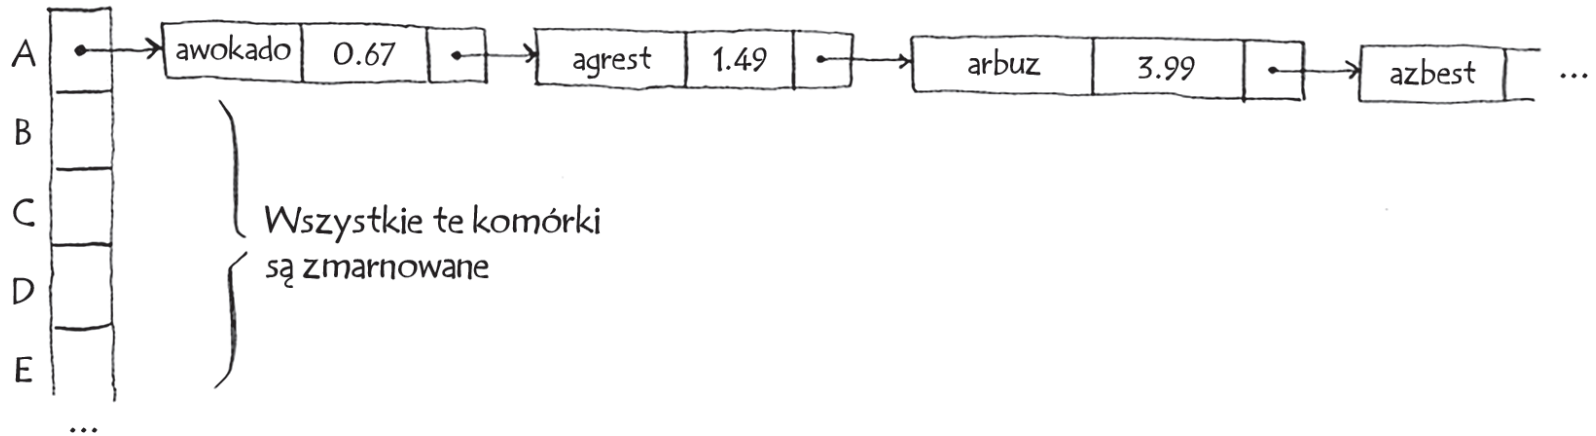 A awokado 0.67 agrest 1.49 arbuz 3.99 azbest ...
B
C Wszystkie te komórki
są zmarnowane
D
E
...